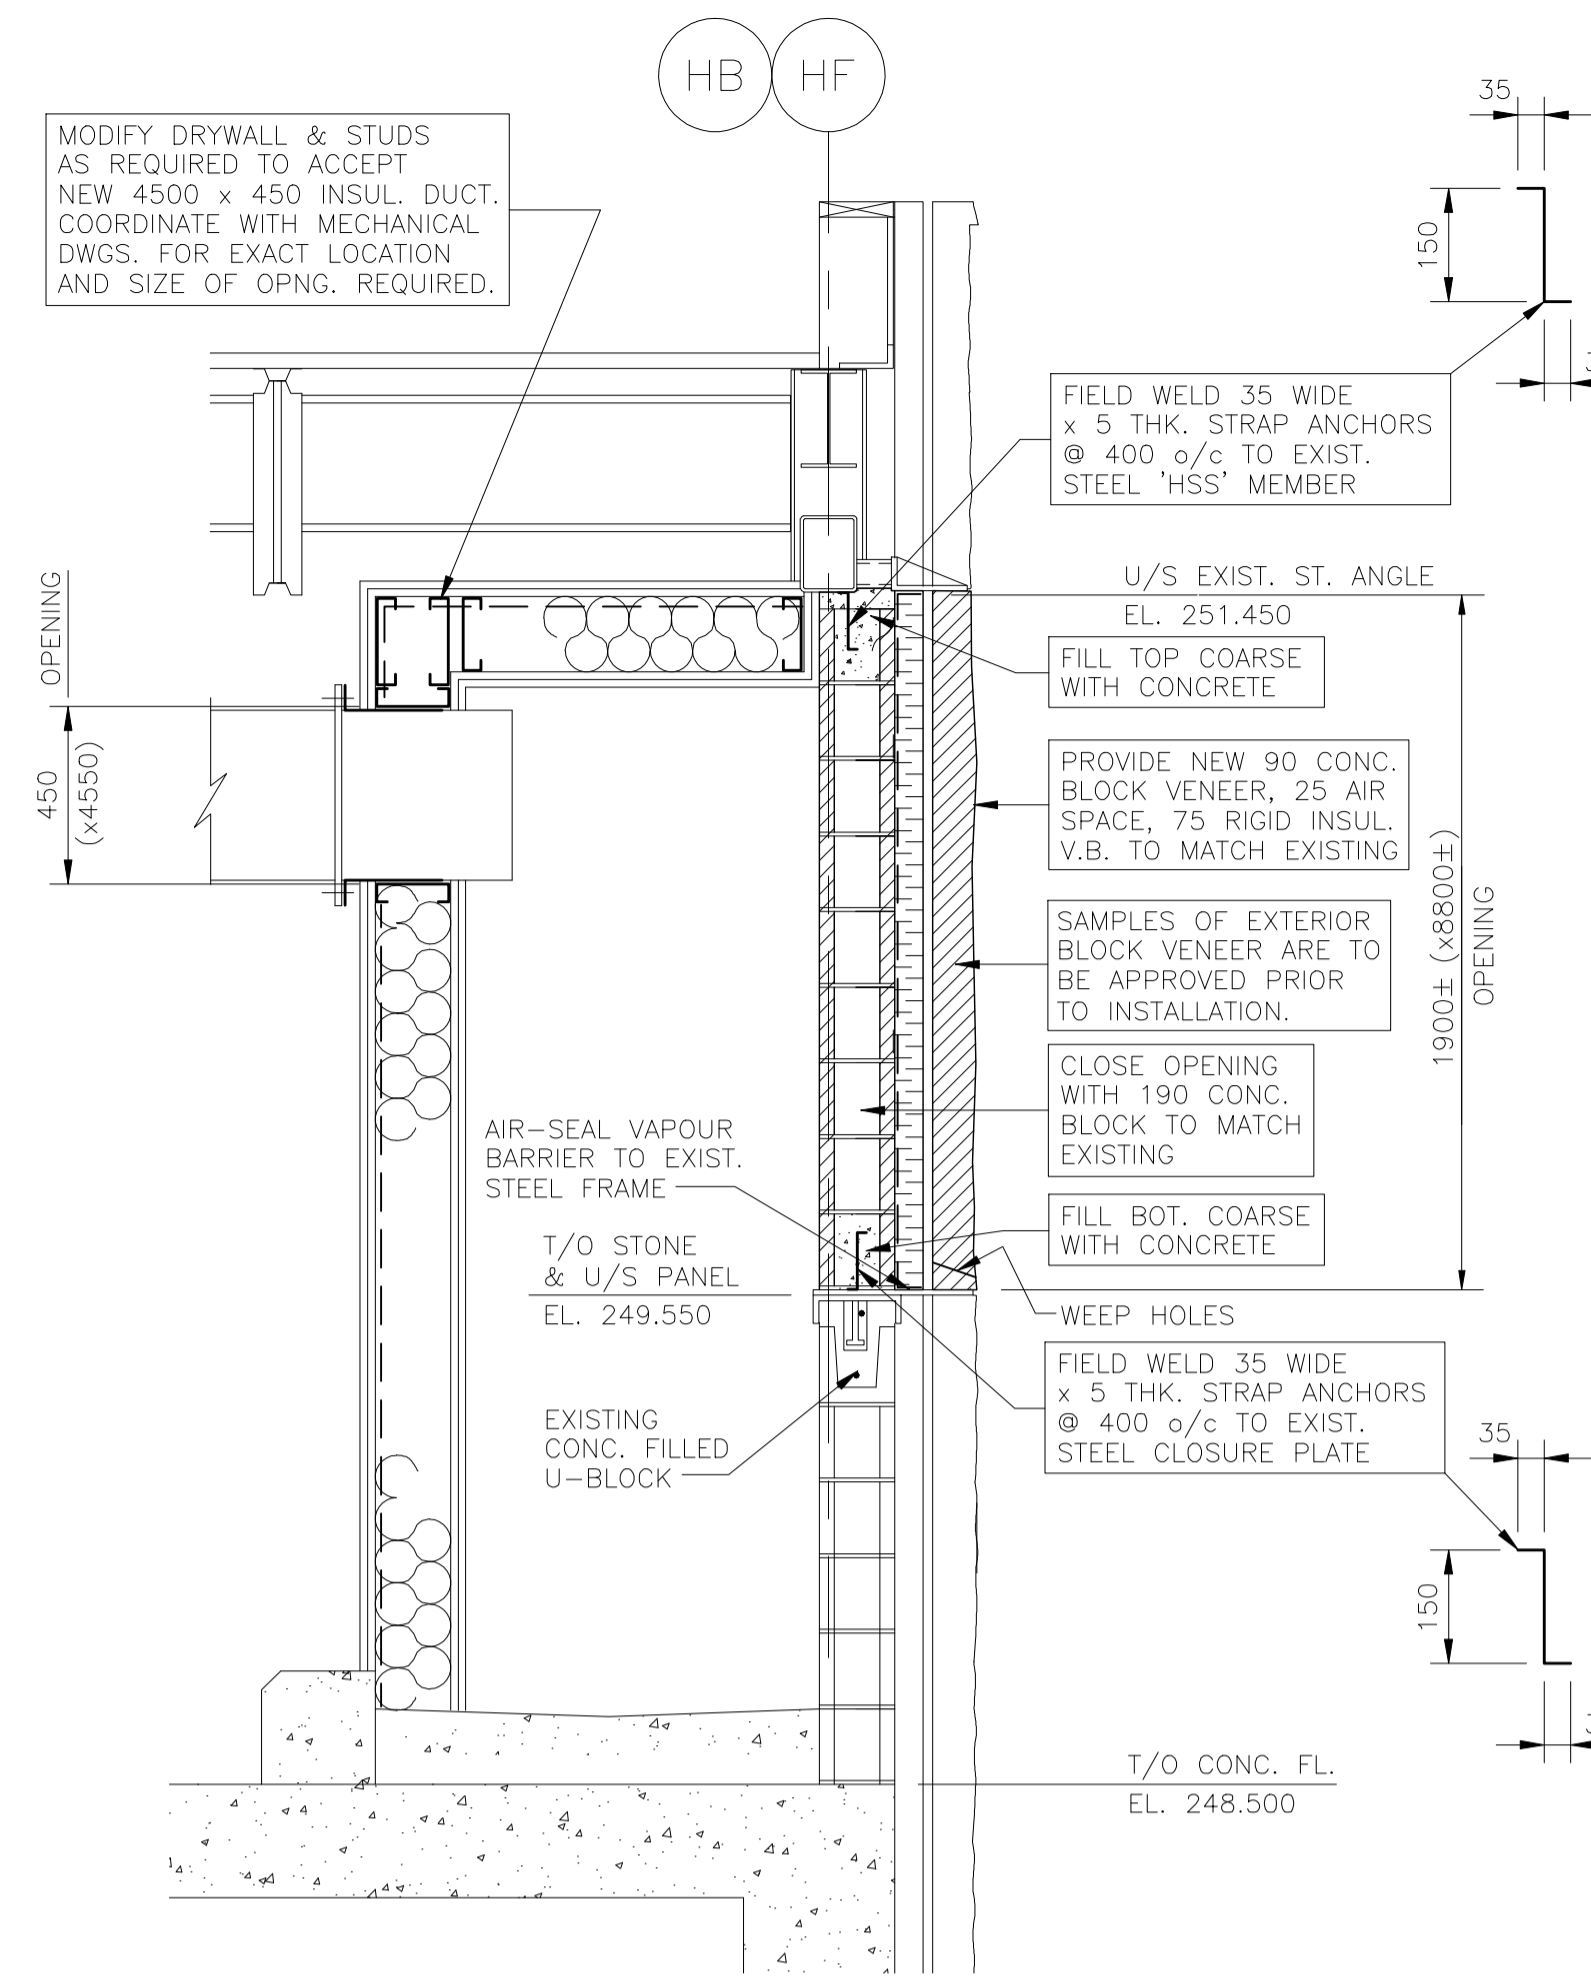 HB HF
MODIFY DRYWALL & STUDS
AS REQUIRED TO ACCEPT
NEW 4500 x 450 INSUL. DUCT.
COORDINATE WITH MECHANICAL
DWGS. FOR EXACT LOCATION
AND SIZE OF OPNG. REQUIRED.
35
150
FIELD WELD 35 WIDE
x 5 THK. STRAP ANCHORS
@ 400 o/c TO EXIST.
STEEL 'HSS' MEMBER
U/S EXIST. ST. ANGLE
EL. 251.450
OPENING
450
(x4550)
FILL TOP COARSE
WITH CONCRETE
PROVIDE NEW 90 CONC.
BLOCK VENEER, 25 AIR
SPACE, 75 RIGID INSUL.
V.B. TO MATCH EXISTING
SAMPLES OF EXTERIOR
BLOCK VENEER ARE TO
BE APPROVED PRIOR
TO INSTALLATION.
1900± (x8800±)
OPENING
CLOSE OPENING
WITH 190 CONC.
BLOCK TO MATCH
EXISTING
AIR-SEAL VAPOUR
BARRIER TO EXIST.
STEEL FRAME
FILL BOT. COARSE
WITH CONCRETE
T/O STONE
& U/S PANEL
EL. 249.550
WEEP HOLES
FIELD WELD 35 WIDE
x 5 THK. STRAP ANCHORS
@ 400 o/c TO EXIST.
STEEL CLOSURE PLATE
EXISTING
CONC. FILLED
U-BLOCK
35
150
T/O CONC. FL.
EL. 248.500